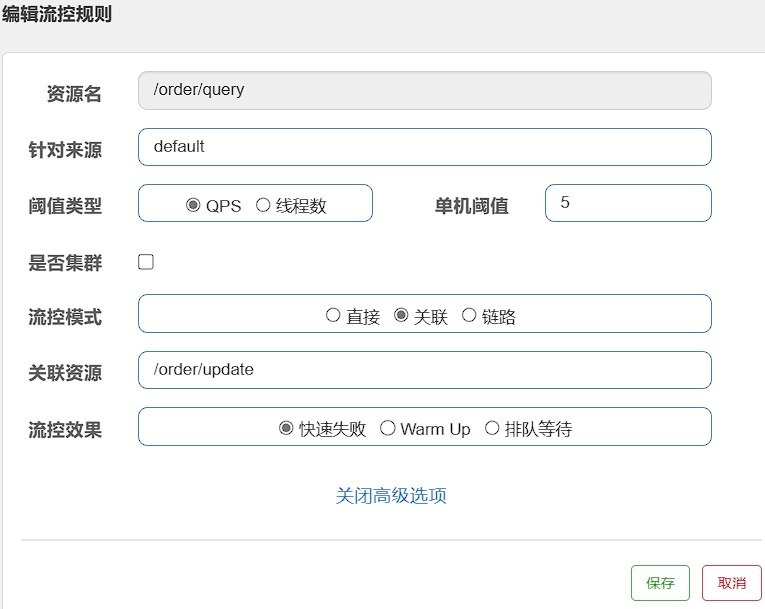 编辑流控规则
资源名 /order/query
针对来源 default
阈值类型 QPS 线程数 单机阈值 5
是否集群
流控模式 直接 关联 链路
关联资源 /order/update
流控效果 快速失败 Warm Up 排队等待
关闭高级选项
保存 取消